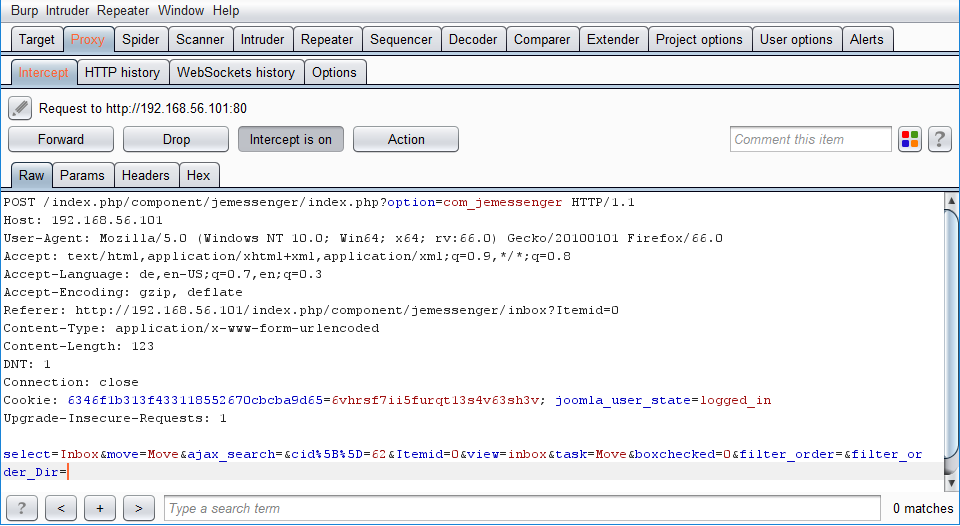 Burp Intruder Repeater Window Help
Target Proxy Spider Scanner Intruder Repeater Sequencer Decoder Comparer Extender Project options User options Alerts
Intercept HTTP history WebSockets history Options
Request to http://192.168.56.101:80
Forward Drop Intercept is on Action Comment this item ?
Raw Params Headers Hex
POST /index.php/component/jemessenger/index.php?option=com_jemessenger HTTP/1.1
Host: 192.168.56.101
User-Agent: Mozilla/5.0 (Windows NT 10.0; Win64; x64; rv:66.0) Gecko/20100101 Firefox/66.0
Accept: text/html,application/xhtml+xml,application/xml;q=0.9,*/*;q=0.8
Accept-Language: de,en-US;q=0.7,en;q=0.3
Accept-Encoding: gzip, deflate
Referer: http://192.168.56.101/index.php/component/jemessenger/inbox?Itemid=0
Content-Type: application/x-www-form-urlencoded
Content-Length: 123
DNT: 1
Connection: close
Cookie: 6346f1b313f433118552670cbcba9d65=6vhrsf7ii5furqt13s4v63sh3v; joomla_user_state=logged_in
Upgrade-Insecure-Requests: 1
select=Inbox&move=Move&ajax_search=&cid%5B%5D=62&Itemid=0&view=inbox&task=Move&boxchecked=0&filter_order=&filter_or
der_Dir=
? < + > Type a search term 0 matches